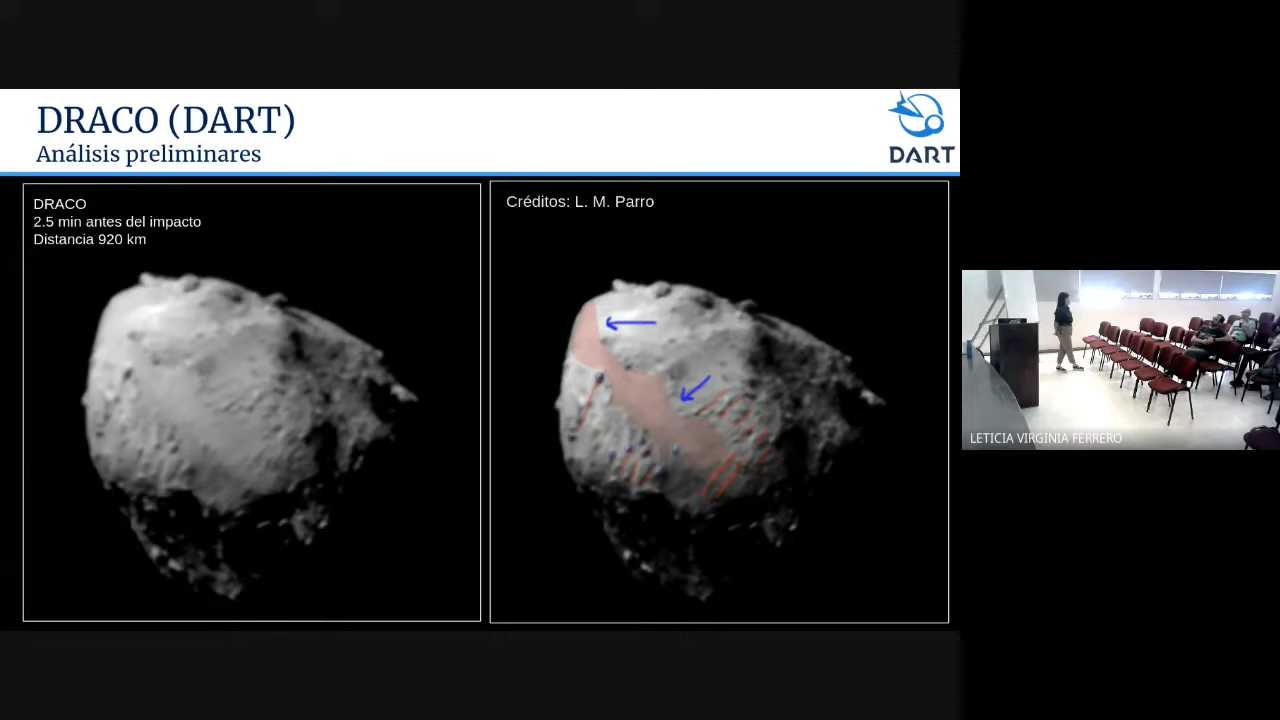 DRACO (DART)
Análisis preliminares
DART
DRACO
2.5 min antes del impacto
Distancia 920 km
Créditos: L. M. Parro
LETICIA VIRGINIA FERRERO